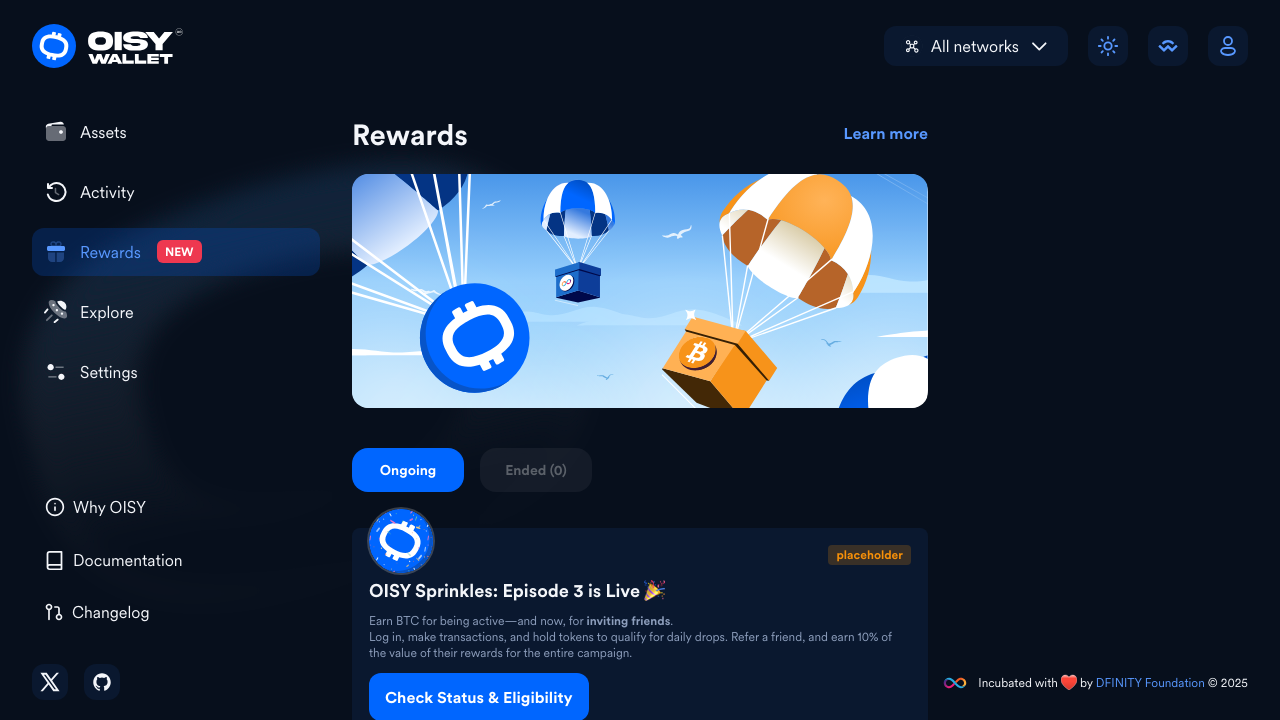 OISY
WALLET
All networks
Assets
Activity
Rewards NEW
Explore
Settings
Why OISY
Documentation
Changelog
Rewards
Learn more
Ongoing
Ended (0)
placeholder
OISY Sprinkles: Episode 3 is Live 🎉
Earn BTC for being active—and now, for inviting friends.
Log in, make transactions, and hold tokens to qualify for daily drops. Refer a friend, and earn 10% of
the value of their rewards for the entire campaign.
Check Status & Eligibility
Incubated with ❤️ by DFINITY Foundation © 2025